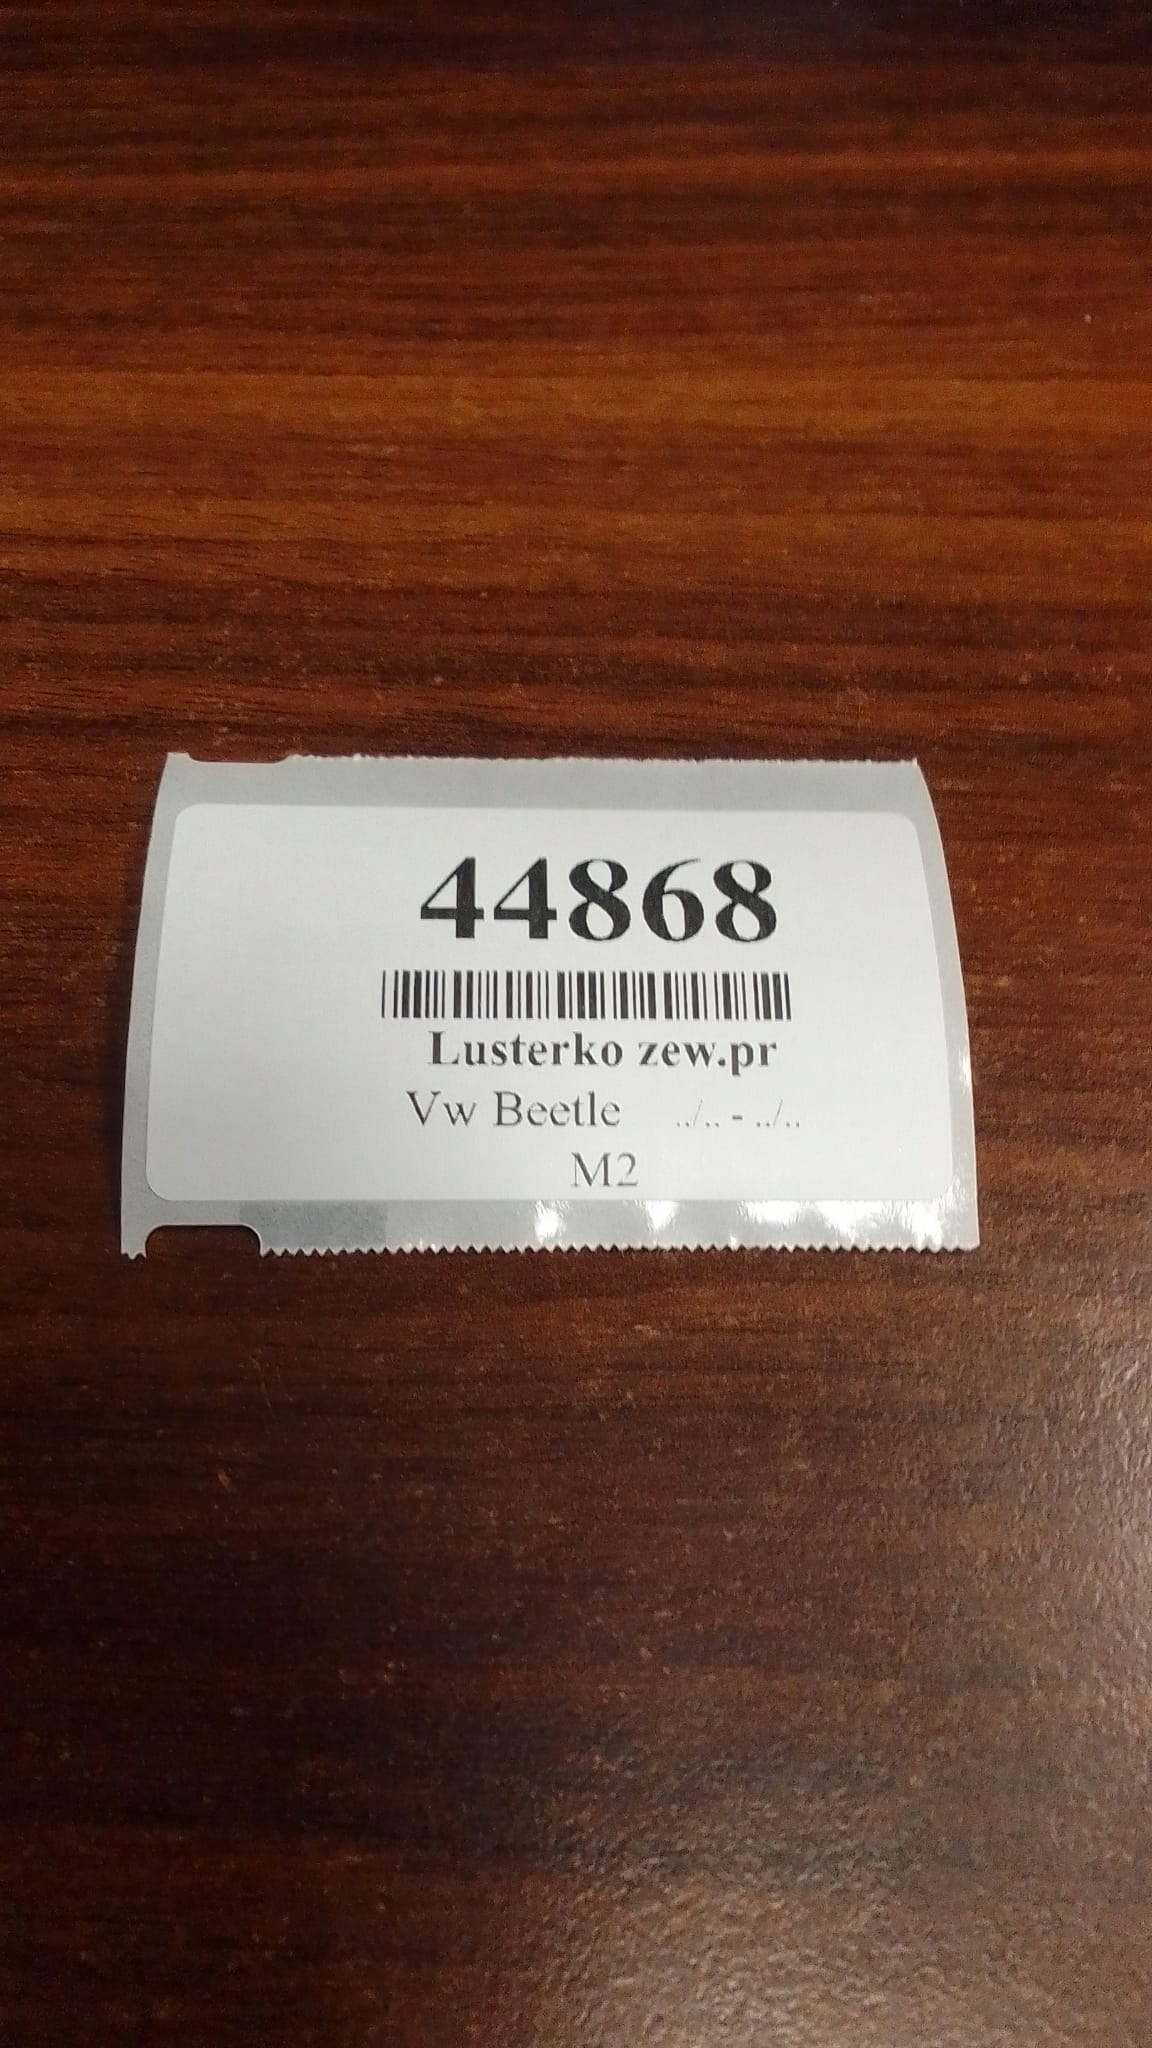 44868
Lusterko zew.pr
Vw Beetle ../.. - ../..
M2